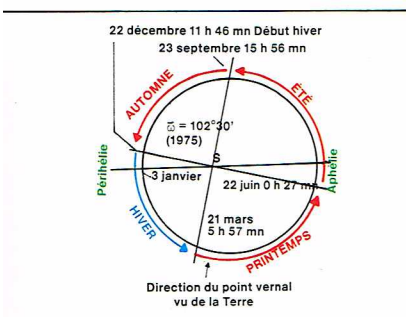 22 décembre 11 h 46 mn Début hiver
23 septembre 15 h 56 mn
AUTOMNE
ÉTÉ
ϖ = 102°30'
(1975)
S
Périhélie
3 janvier
22 juin 0 h 27 mn
Aphélie
HIVER
21 mars
5 h 57 mn
PRINTEMPS
Direction du point vernal
vu de la Terre